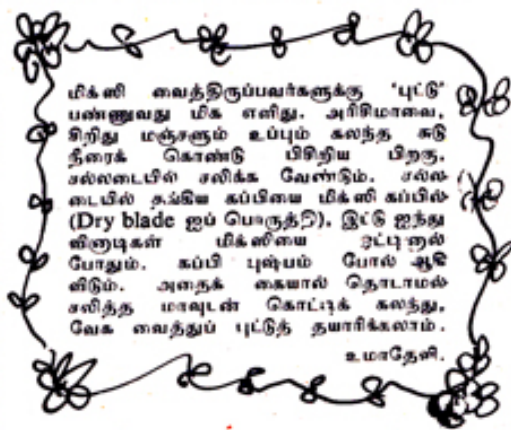 மிக்ஸி வைத்திருப்பவர்களுக்கு 'புட்டு'
பண்ணுவது மிக எளிது. அரிசிமாவை,
சிறிது மஞ்சளும் உப்பும் கலந்த சுடு
நீரைக் கொண்டு பிசிறிய பிறகு,
சல்லடையில் சலிக்க வேண்டும். சல்ல
டையில் தங்கிய கப்பியை மிக்ஸி கப்பில்
(Dry blade ஐப் பொருத்தி), இட்டு ஐந்து
வினாடிகள் மிக்ஸியை ஓட்டினால்
போதும். கப்பி புஷ்பம் போல் ஆகி
விடும். அதைக் கையால் தொடாமல்
சலித்த மாவுடன் கொட்டிக் கலந்து,
வேக வைத்துப் புட்டுத் தயாரிக்கலாம்.
உமாதேவி.